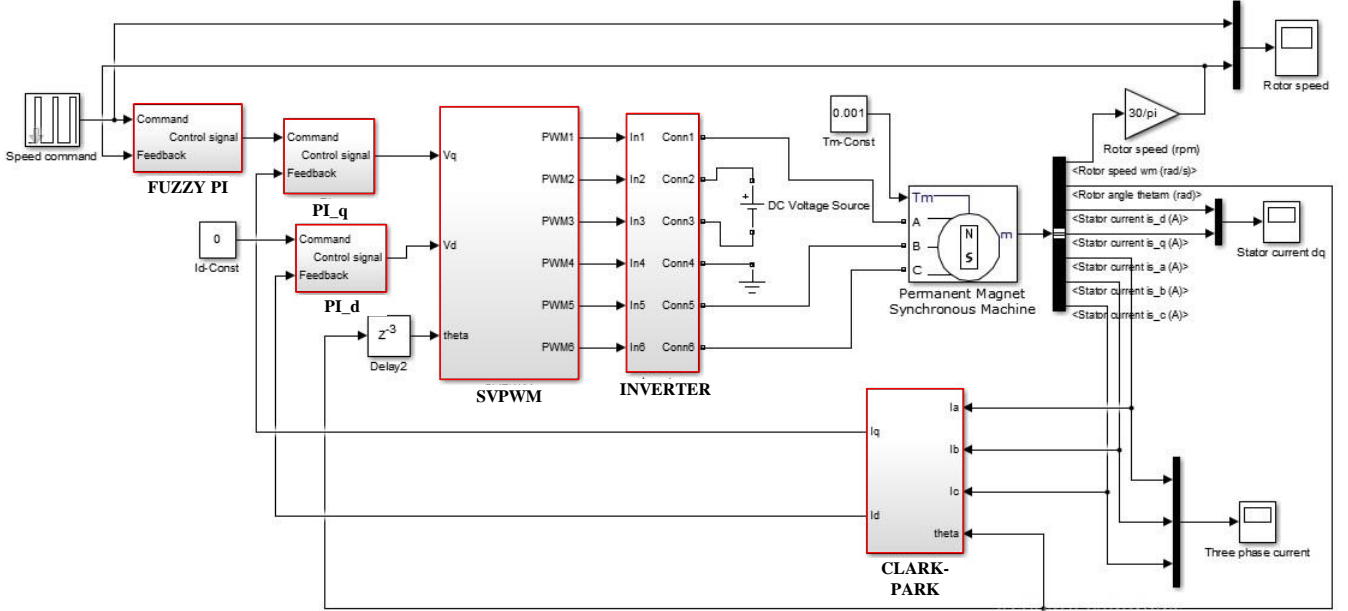 Speed command
Command
Control signal
Feedback
FUZZY PI
Command
Control signal
Feedback
PI_q
0
Id-Const
Command
Control signal
Feedback
PI_d
Z-3
Delay2
Vq
Vd
theta
PWM1
PWM2
PWM3
PWM4
PWM5
PWM6
SVPWM
In1
In2
In3
In4
In5
In6
Conn1
Conn2
Conn3
Conn4
Conn5
Conn6
INVERTER
+
DC Voltage Source
0.001
Tm-Const
Tm
A
B
C
N
S
m
Permanent Magnet
Synchronous Machine
30/pi
Rotor speed (rpm)
Rotor speed
<Rotor speed wm (rad/s)>
<Rotor angle thetam (rad)>
<Stator current is_d (A)>
<Stator current is_q (A)>
<Stator current is_a (A)>
<Stator current is_b (A)>
<Stator current is_c (A)>
Stator current dq
Iq
Id
Ia
Ib
Ic
theta
CLARK-
PARK
Three phase current